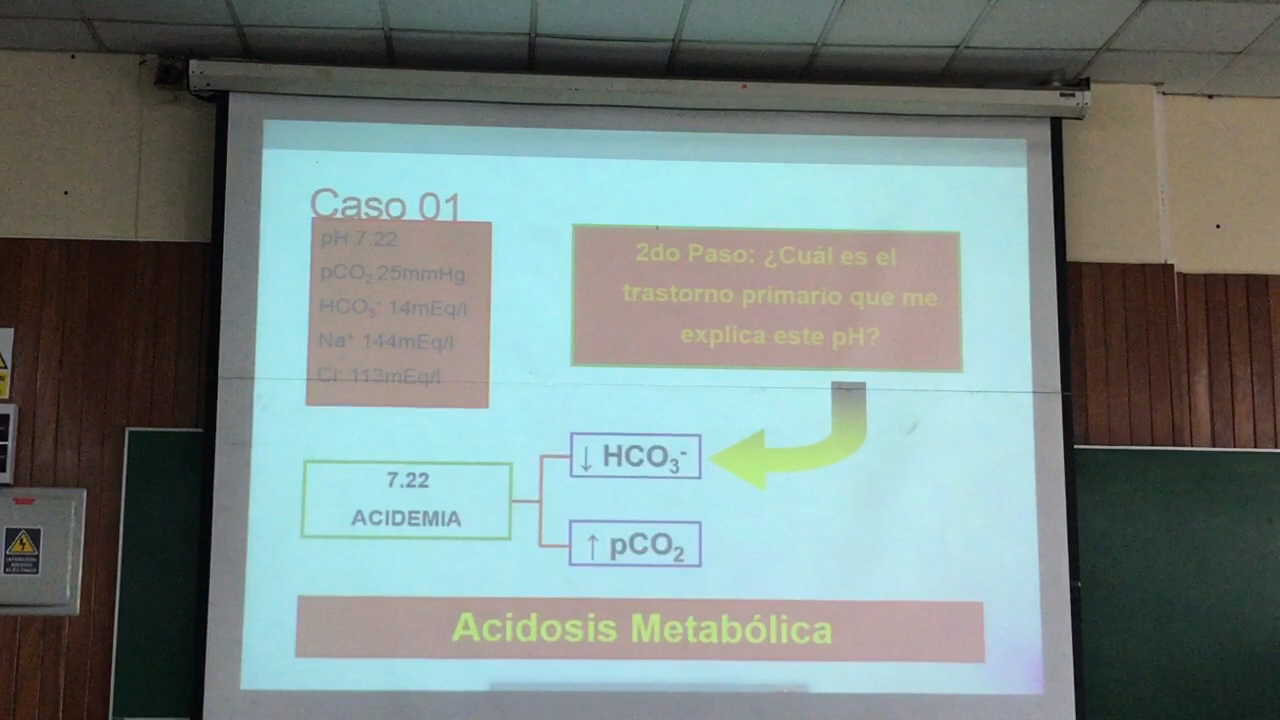 Caso 01
pH 7.22
pCO₂ 25mmHg
HCO₃⁻ 14mEq/l
Na⁺ 144mEq/l
Cl⁻ 113mEq/l
2do Paso: ¿Cuál es el
trastorno primario que me
explica este pH?
7.22
ACIDEMIA
↓ HCO₃⁻
↑ pCO₂
Acidosis Metabólica